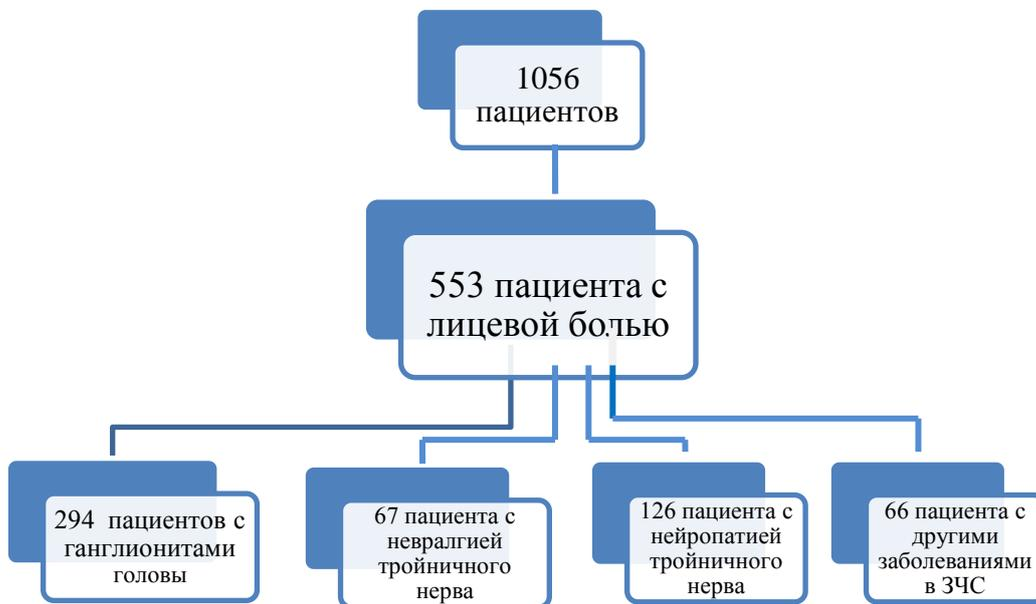 1056
пациентов
553 пациента с
лицевой болью
294 пациентов с
ганглионитами
головы
67 пациента с
невралгией
тройничного
нерва
126 пациента с
нейропатией
тройничного
нерва
66 пациента с
другими
заболеваниями
в ЗЧС